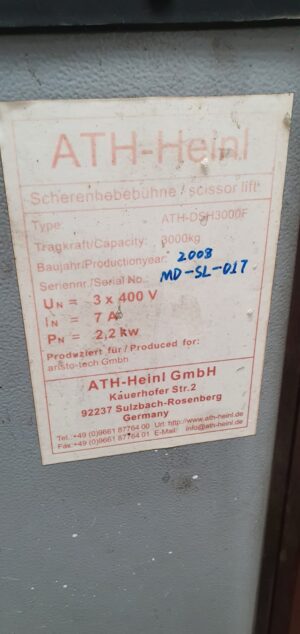 ATH-Heinl
Scherenhebebühne / scissor lift
Type ATH-DSH3000F
Tragkraft/Capacity: 3000kg
Baujahr/Productionyear: 2008
Seriennr./Serial No.: MD-SL-017
UN = 3 x 400 V
IN = 7 A
PN = 2,2 kw
Produziert für / Produced for:
aristo-tech Gmbh
ATH-Heinl GmbH
Kauerhofer Str.2
92237 Sulzbach-Rosenberg
Germany
Tel.:+49 (0)9661 87764 00 Url: http://www.ath-heinl.de
Fax:+49 (0)9661 87764 01 E-Mail: info@ath-heinl.de